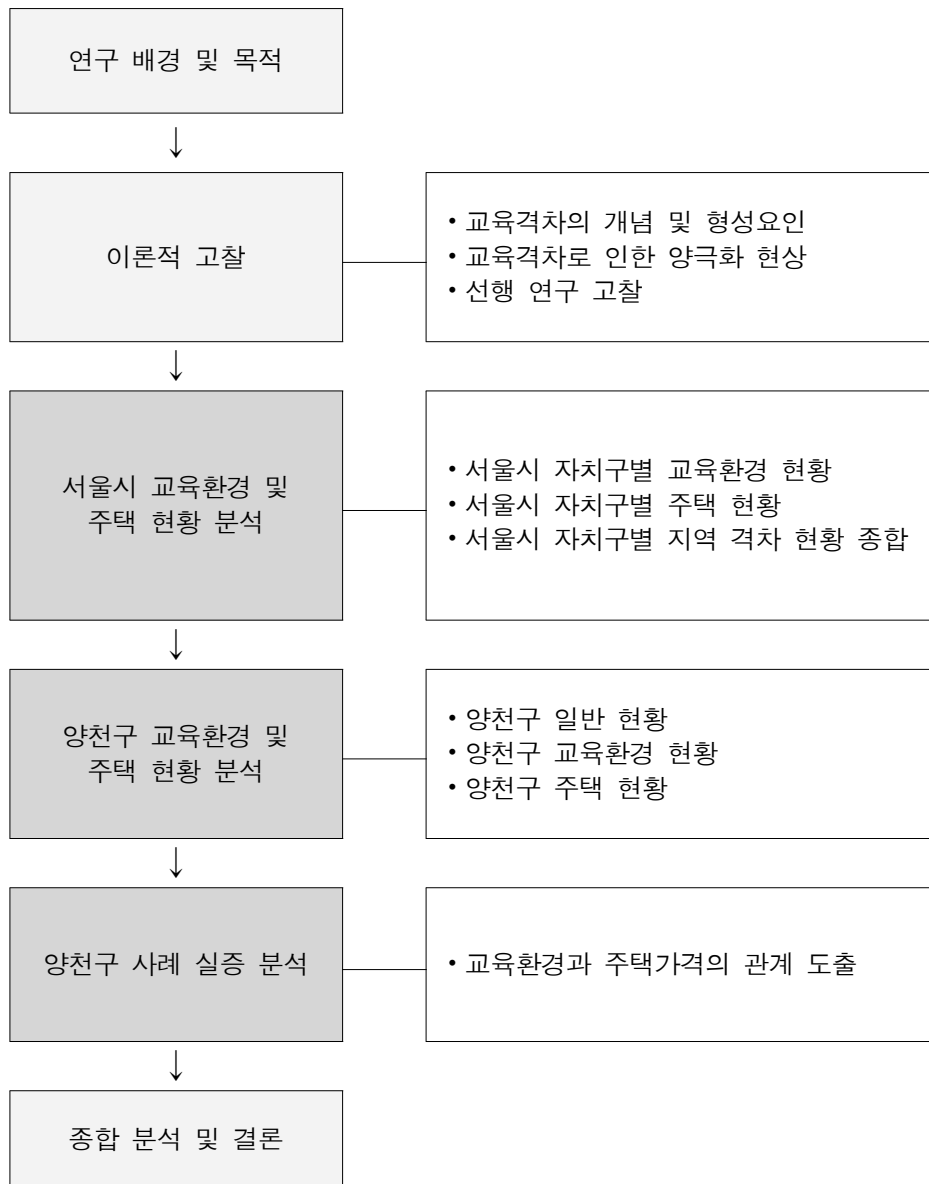 연구 배경 및 목적
↓
이론적 고찰
• 교육격차의 개념 및 형성요인
• 교육격차로 인한 양극화 현상
• 선행 연구 고찰
↓
서울시 교육환경 및
주택 현황 분석
• 서울시 자치구별 교육환경 현황
• 서울시 자치구별 주택 현황
• 서울시 자치구별 지역 격차 현황 종합
↓
양천구 교육환경 및
주택 현황 분석
• 양천구 일반 현황
• 양천구 교육환경 현황
• 양천구 주택 현황
↓
양천구 사례 실증 분석
• 교육환경과 주택가격의 관계 도출
↓
종합 분석 및 결론